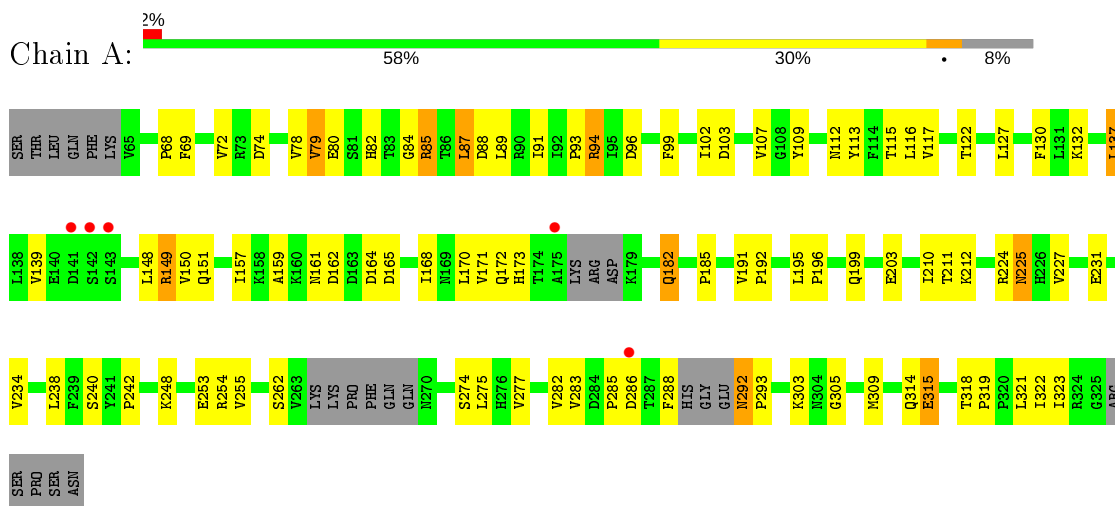 2%
Chain A:
58% 30% • 8%
SER THR LEU GLN PHE LYS V65 P68 F69 V72 R73 D74 V78 V79 E80 S81 H82 T83 G84 R85 T86 L87 D88 L89 R90 I91 I92 P93 R94 I95 D96 F99 I102 D103 V107 G108 Y109 N112 Y113 F114 T115 L116 V117 T122 L127 F130 L131 K132 L137
L138 V139 E140 D141 S142 S143 L148 R149 V150 Q151 I157 K158 A159 K160 N161 D162 D163 D164 D165 I168 N169 L170 V171 Q172 H173 T174 A175 LYS ARG ASP K179 Q182 P185 V191 P192 L195 P196 Q199 E203 I210 T211 K212 R224 N225 H226 V227 E231
V234 L238 F239 S240 Y241 P242 K248 E253 R254 V255 S262 V263 LYS LYS PRO PHE GLN GLN N270 S274 L275 H276 V277 V282 V283 D284 P285 D286 T287 F288 HIS GLY GLU N292 P293 K303 N304 G305 M309 Q314 E315 T318 P319 P320 L321 I322 I323 R324 G325 ARG
SER PRO SER ASN